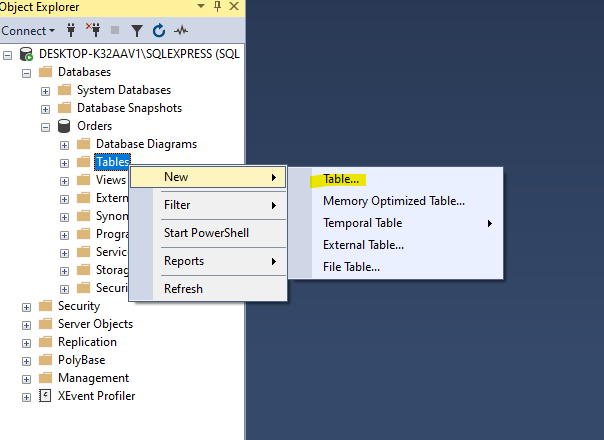 Object Explorer
Connect
DESKTOP-K32AAV1\SQLEXPRESS (SQL
Databases
System Databases
Database Snapshots
Orders
Database Diagrams
Tables
Views
Extern
Synon
Progra
Servic
Storag
Securi
Security
Server Objects
Replication
PolyBase
Management
XEvent Profiler
New
Filter
Start PowerShell
Reports
Refresh
Table...
Memory Optimized Table...
Temporal Table
External Table...
File Table...